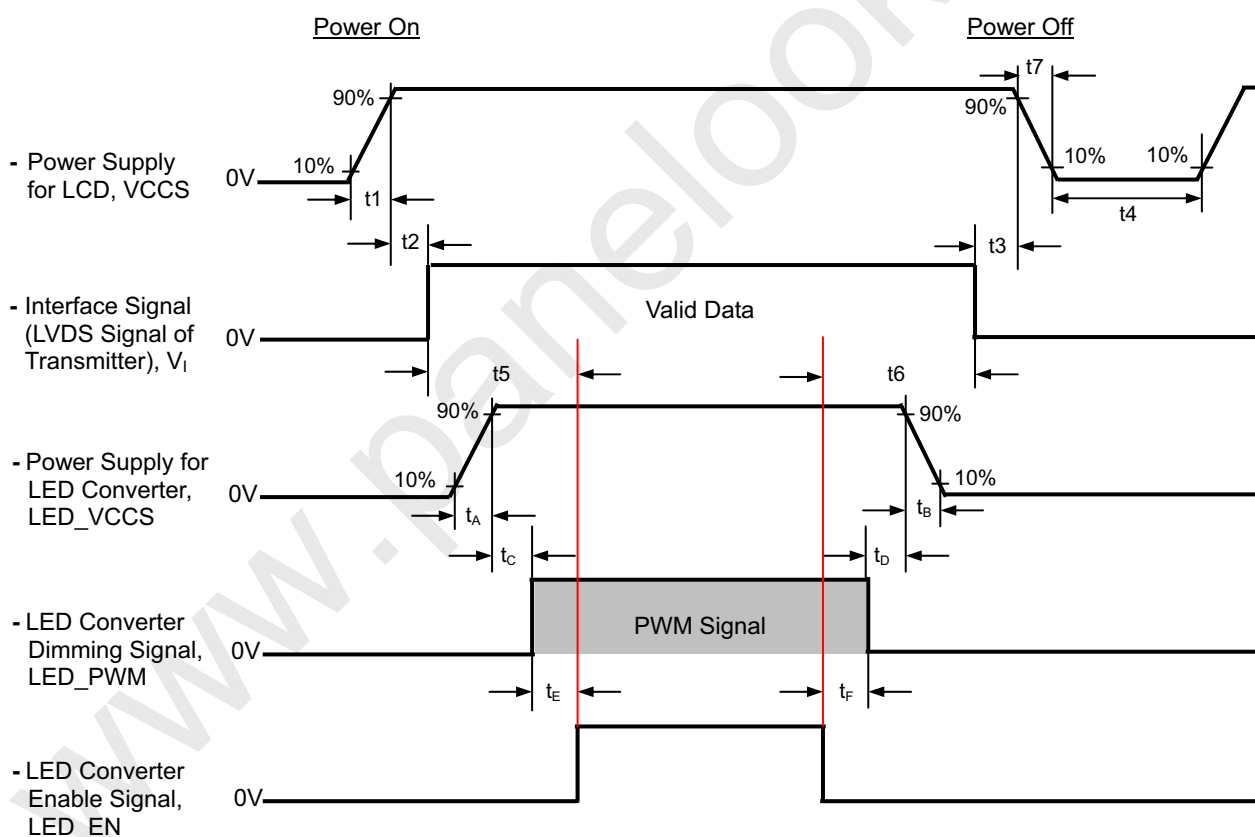 Power On
Power Off
t7
90%
90%
10%
10%
10%
- Power Supply
for LCD, VCCS
0V
t1
t4
t2
t3
- Interface Signal
(LVDS Signal of
Transmitter), VI
0V
Valid Data
t5
t6
90%
90%
- Power Supply for
LED Converter,
LED_VCCS
0V
10%
10%
tA
tB
tC
tD
- LED Converter
Dimming Signal,
LED_PWM
0V
PWM Signal
tE
tF
- LED Converter
Enable Signal,
LED_EN
0V
www.panelook